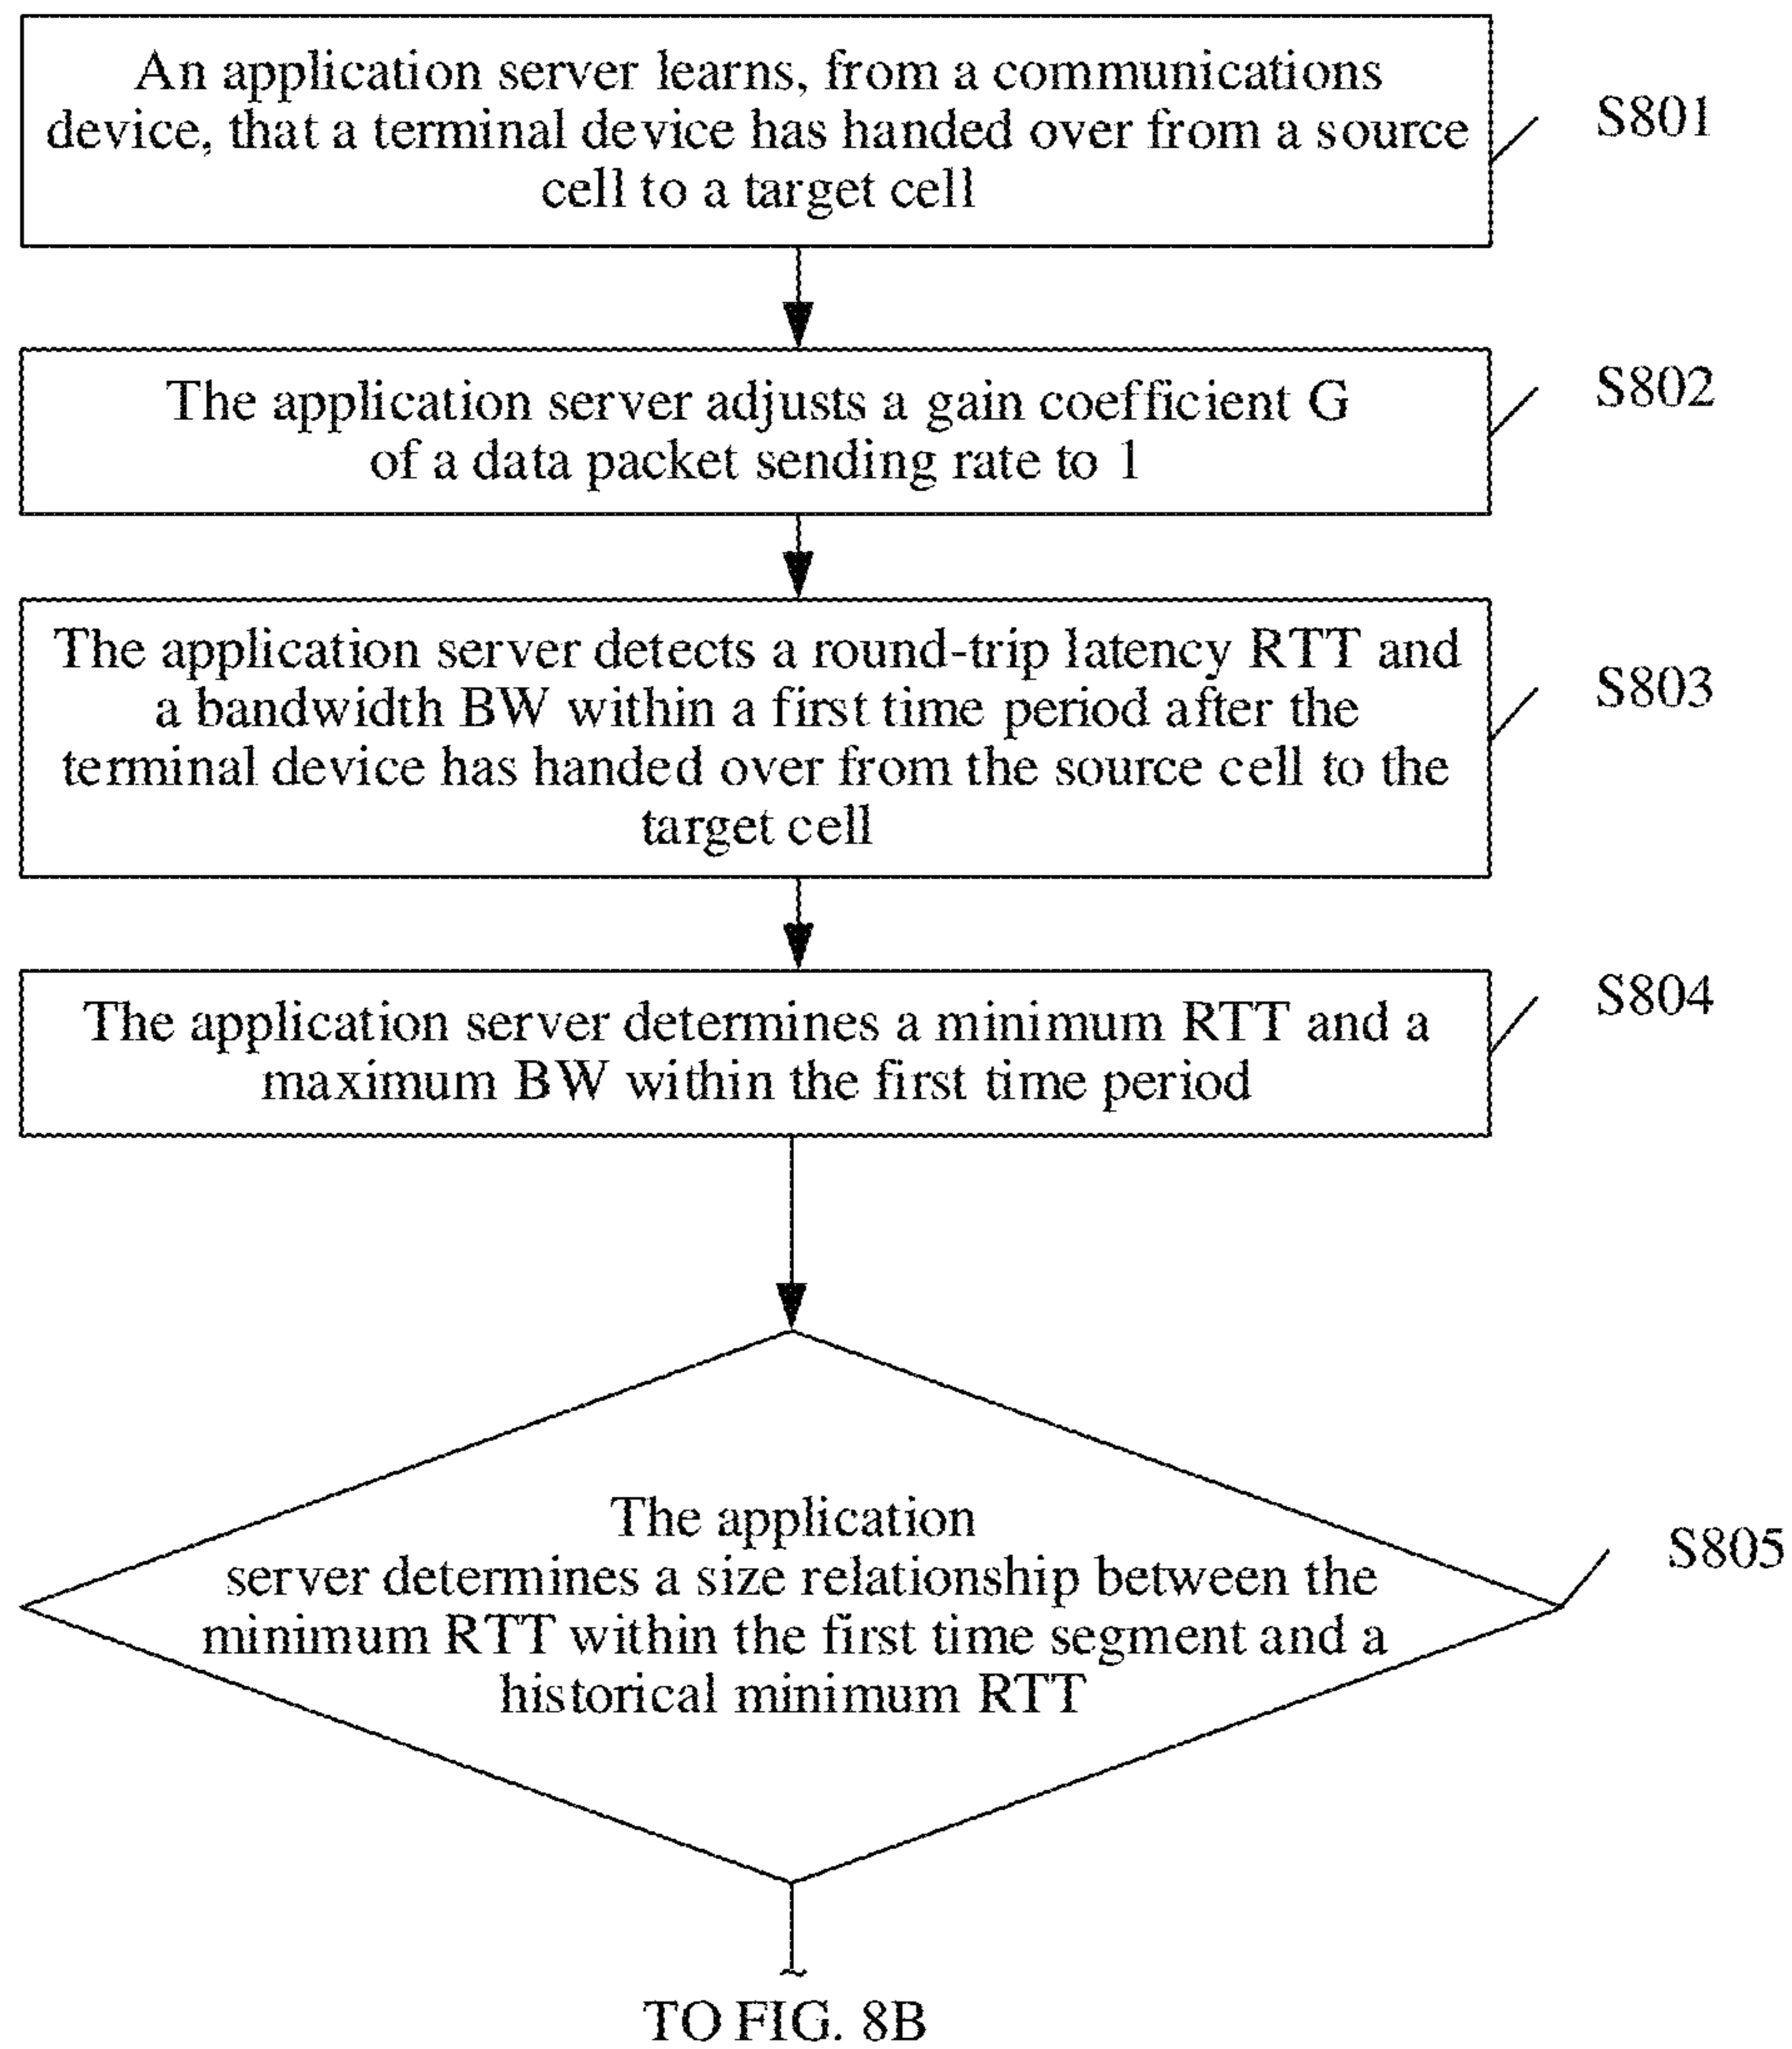 An application server learns, from a communications
device, that a terminal device has handed over from a source
cell to a target cell
S801
The application server adjusts a gain coefficient G
of a data packet sending rate to 1
S802
The application server detects a round-trip latency RTT and
a bandwidth BW within a first time period after the
terminal device has handed over from the source cell to the
target cell
S803
The application server determines a minimum RTT and a
maximum BW within the first time period
S804
The application
server determines a size relationship between the
minimum RTT within the first time segment and a
historical minimum RTT
S805
TO FIG. 8B